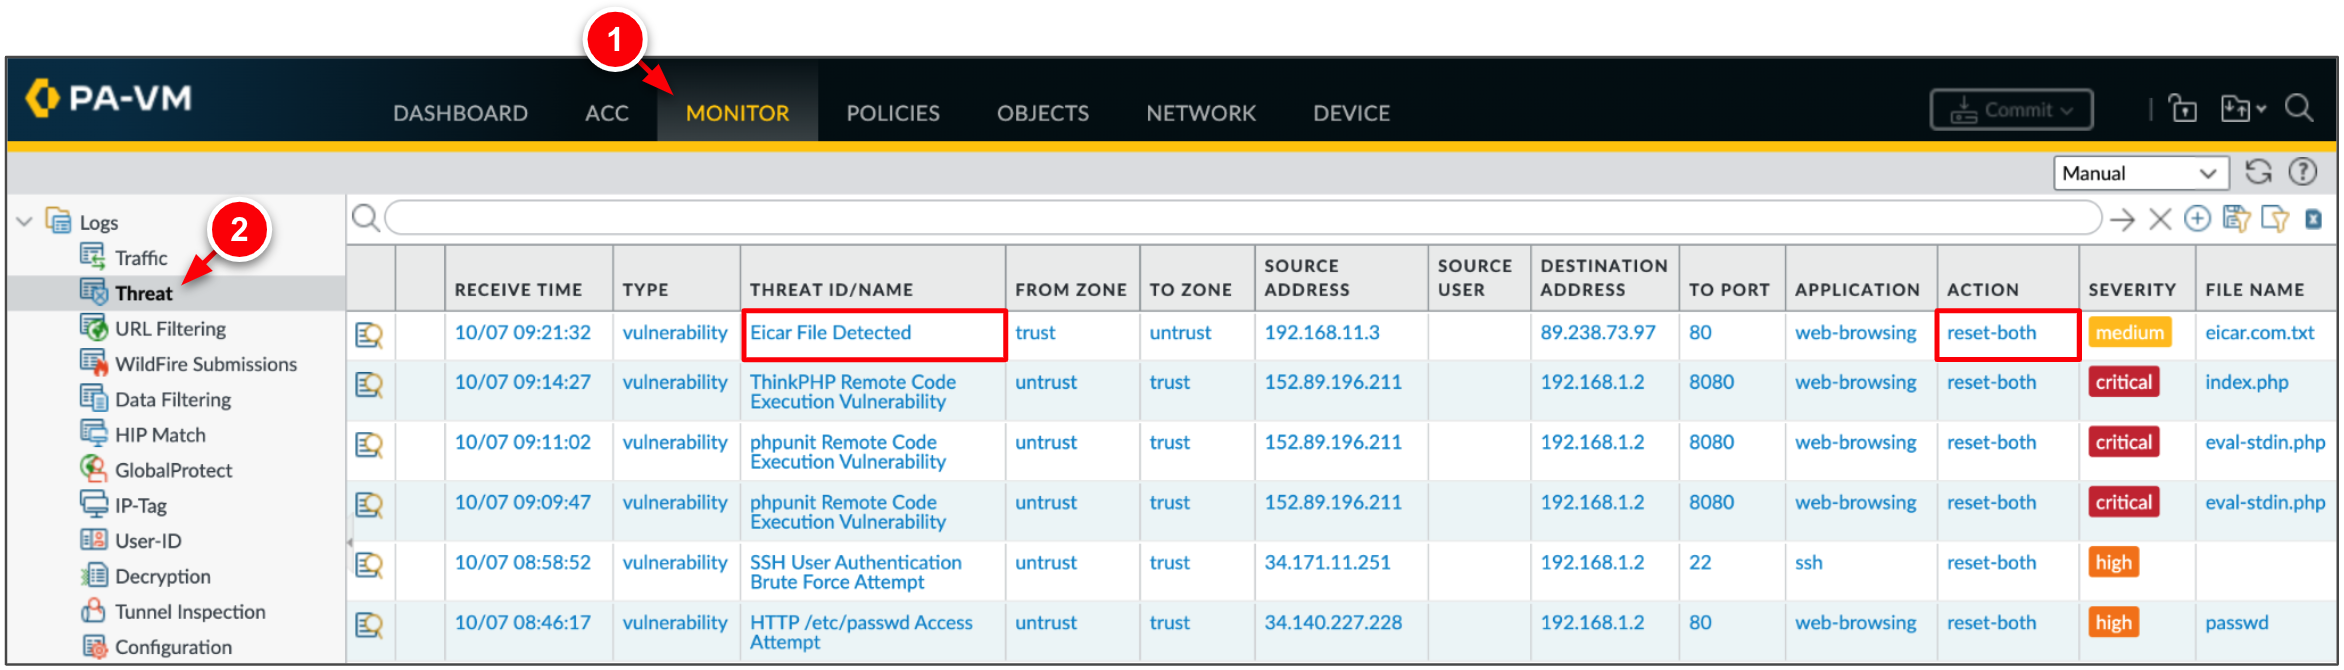 1
PA-VM
DASHBOARD ACC MONITOR POLICIES OBJECTS NETWORK DEVICE Commit
Manual
Logs
2
Traffic
Threat
URL Filtering
WildFire Submissions
Data Filtering
HIP Match
GlobalProtect
IP-Tag
User-ID
Decryption
Tunnel Inspection
Configuration
RECEIVE TIME TYPE THREAT ID/NAME FROM ZONE TO ZONE SOURCE ADDRESS SOURCE USER DESTINATION ADDRESS TO PORT APPLICATION ACTION SEVERITY FILE NAME
10/07 09:21:32 vulnerability Eicar File Detected trust untrust 192.168.11.3 89.238.73.97 80 web-browsing reset-both medium eicar.com.txt
10/07 09:14:27 vulnerability ThinkPHP Remote Code Execution Vulnerability untrust trust 152.89.196.211 192.168.1.2 8080 web-browsing reset-both critical index.php
10/07 09:11:02 vulnerability phpunit Remote Code Execution Vulnerability untrust trust 152.89.196.211 192.168.1.2 8080 web-browsing reset-both critical eval-stdin.php
10/07 09:09:47 vulnerability phpunit Remote Code Execution Vulnerability untrust trust 152.89.196.211 192.168.1.2 8080 web-browsing reset-both critical eval-stdin.php
10/07 08:58:52 vulnerability SSH User Authentication Brute Force Attempt untrust trust 34.171.11.251 192.168.1.2 22 ssh reset-both high
10/07 08:46:17 vulnerability HTTP /etc/passwd Access Attempt untrust trust 34.140.227.228 192.168.1.2 80 web-browsing reset-both high passwd